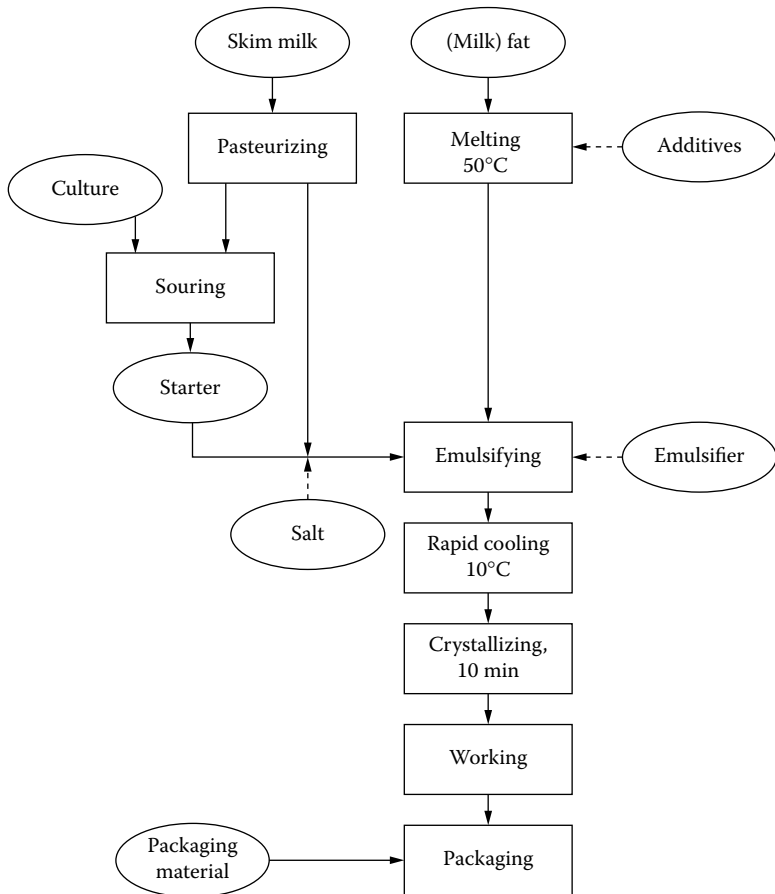 Skim milk
(Milk) fat
Pasteurizing
Melting
50°C
Additives
Culture
Souring
Starter
Emulsifying
Emulsifier
Salt
Rapid cooling
10°C
Crystallizing,
10 min
Working
Packaging
material
Packaging